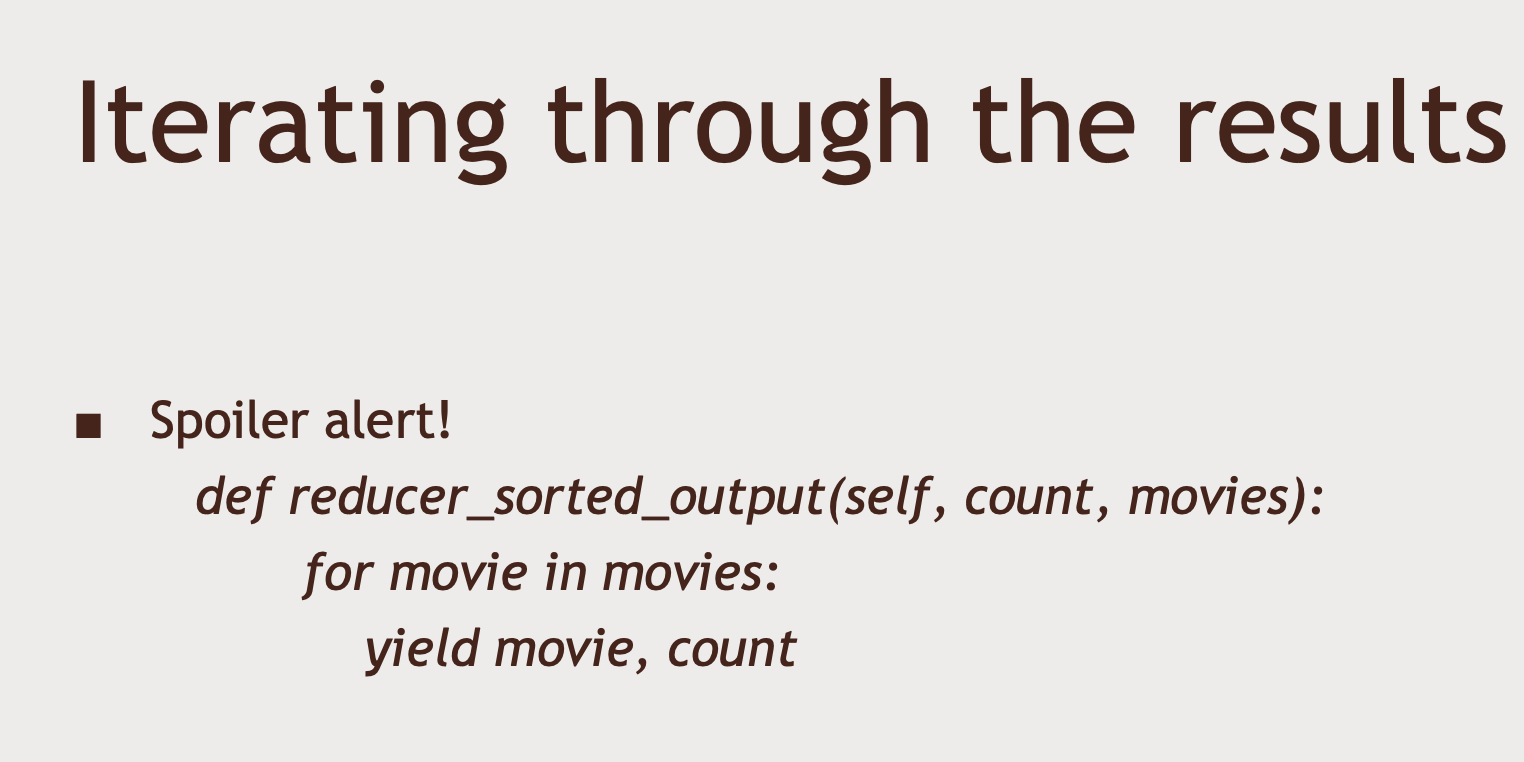 Iterating through the results
■ Spoiler alert!
def reducer_sorted_output(self, count, movies):
for movie in movies:
yield movie, count